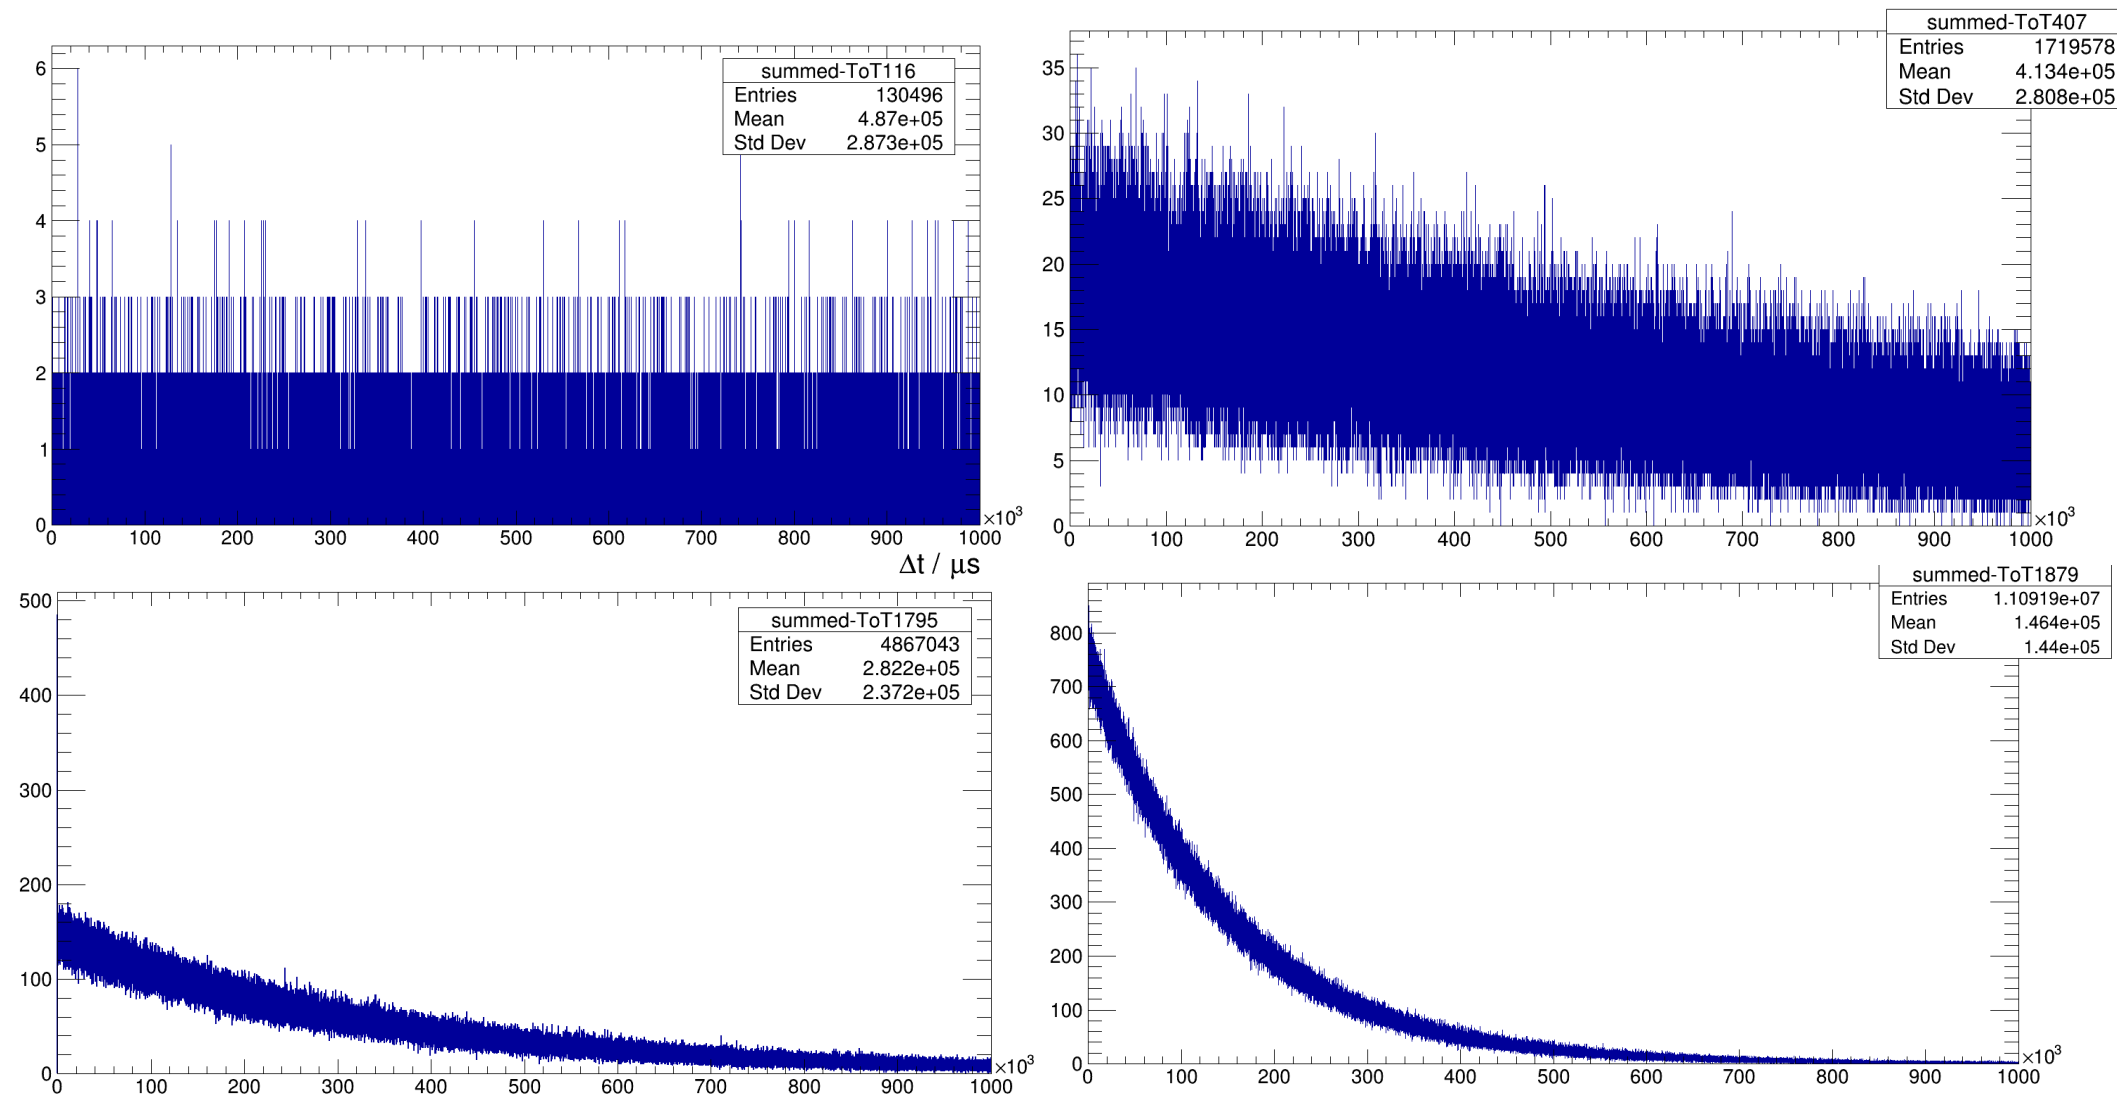 summed-ToT116
Entries 130496
Mean 4.87e+05
Std Dev 2.873e+05
6
5
4
3
2
1
0
0 100 200 300 400 500 600 700 800 900 1000
×10³
Δt / μs
summed-ToT407
Entries 1719578
Mean 4.134e+05
Std Dev 2.808e+05
35
30
25
20
15
10
5
0
0 100 200 300 400 500 600 700 800 900 1000
×10³
summed-ToT1795
Entries 4867043
Mean 2.822e+05
Std Dev 2.372e+05
500
400
300
200
100
0
0 100 200 300 400 500 600 700 800 900 1000
×10³
summed-ToT1879
Entries 1.10919e+07
Mean 1.464e+05
Std Dev 1.44e+05
800
700
600
500
400
300
200
100
0
0 100 200 300 400 500 600 700 800 900 1000
×10³